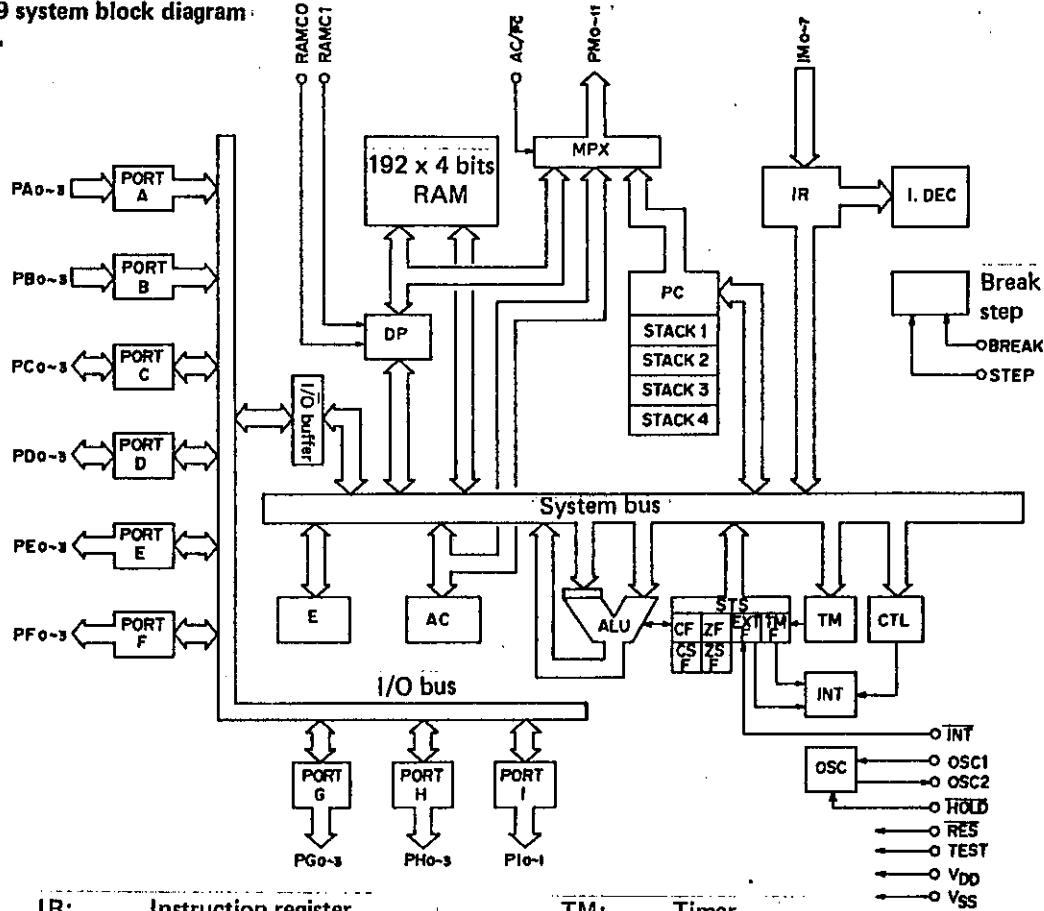 9 system block diagram
RAMC0
RAMC1
AC/PC
PM0~11
IM0~7
MPX
192 x 4 bits
RAM
IR
I. DEC
PA0~3
PORT
A
PB0~3
PORT
B
PC0~3
PORT
C
PD0~3
PORT
D
PE0~3
PORT
E
PF0~3
PORT
F
DP
I/O buffer
PC
STACK 1
STACK 2
STACK 3
STACK 4
Break
step
BREAK
STEP
System bus
E
AC
ALU
STS
CF
ZF
EXT
F
TM
F
CS
F
ZS
F
TM
CTL
INT
I/O bus
INT
OSC
OSC1
OSC2
HOLD
RES
TEST
VDD
VSS
PORT
G
PORT
H
PORT
I
PG0~3
PH0~3
PI0~1
IR: Instruction register
TM: Timer